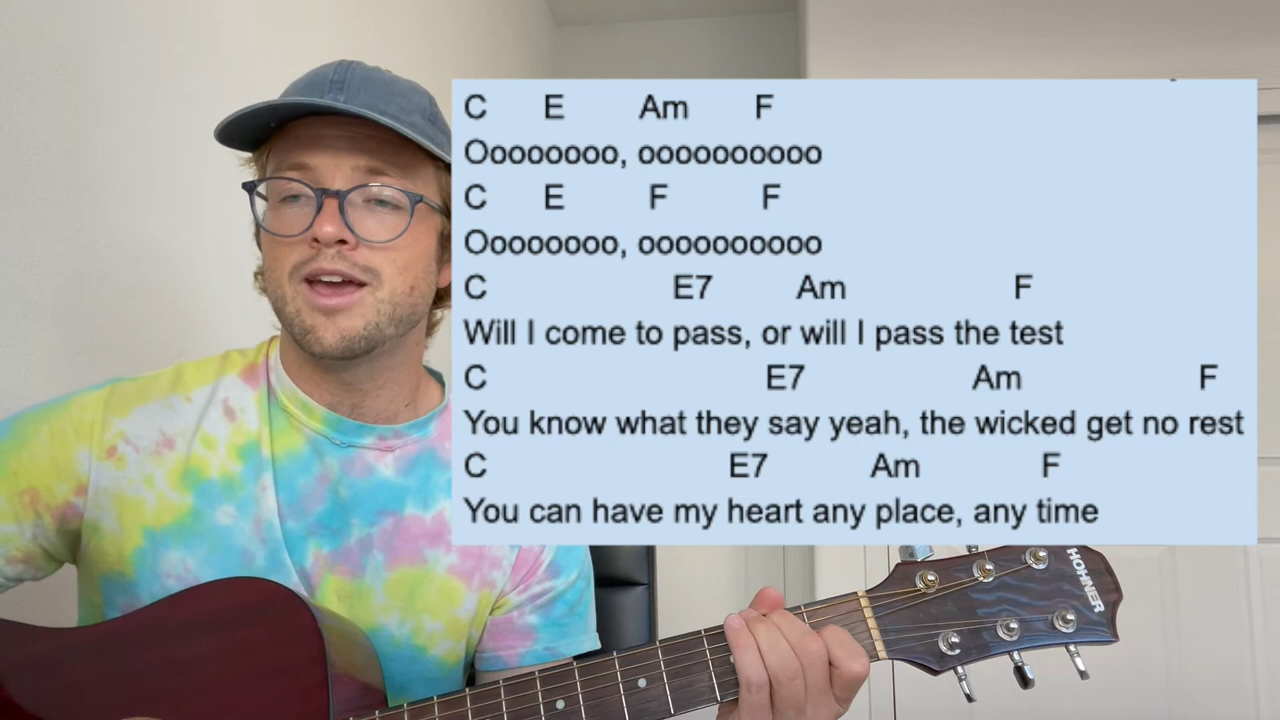 C E Am F
Oooooooo, oooooooooo
C E F F
Oooooooo, oooooooooo
C E7 Am F
Will I come to pass, or will I pass the test
C E7 Am F
You know what they say yeah, the wicked get no rest
C E7 Am F
You can have my heart any place, any time
HOHNER